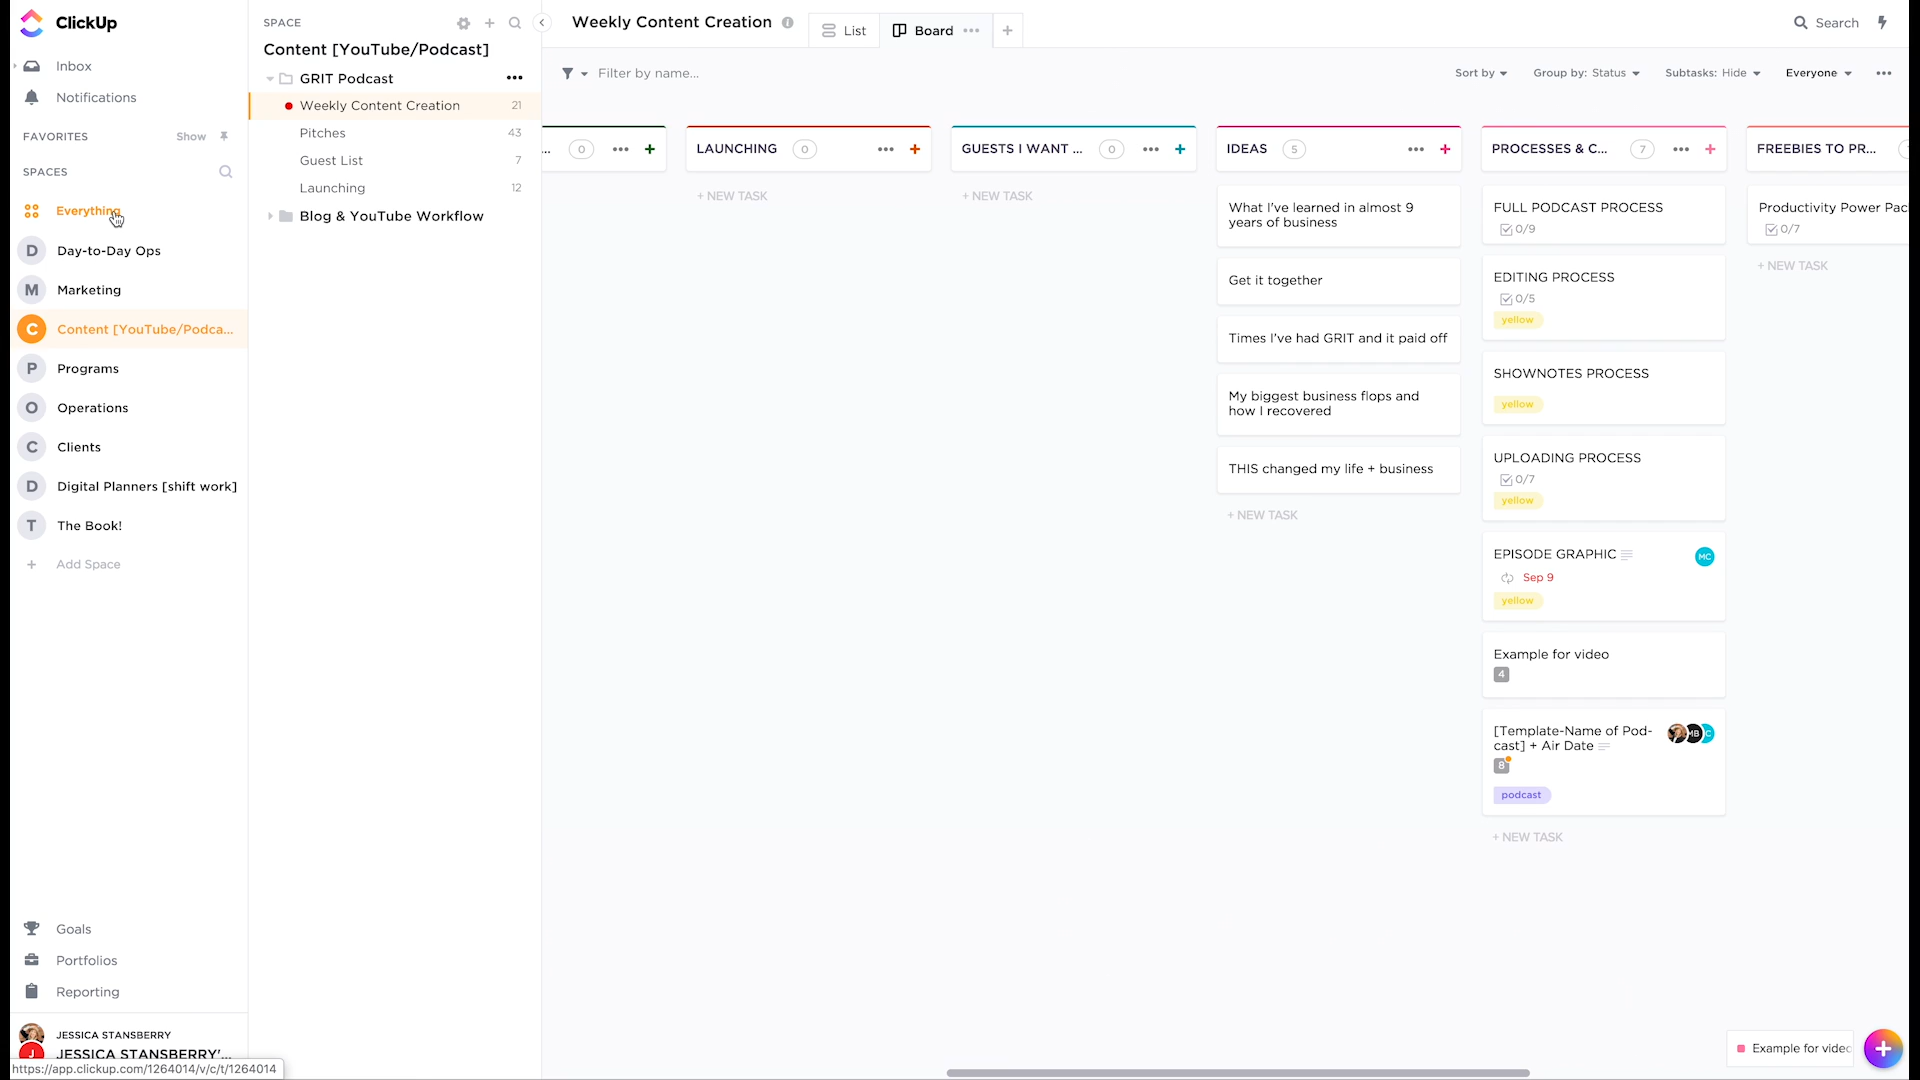 ClickUp
Inbox
Notifications
FAVORITES
Show
SPACES
Everything
D Day-to-Day Ops
M Marketing
C Content [YouTube/Podca...
P Programs
O Operations
C Clients
D Digital Planners [shift work]
T The Book!
+ Add Space
Goals
Portfolios
Reporting
JESSICA STANSBERRY
J JESSICA STANSBERRY'...
https://app.clickup.com/1264014/v/c/t/1264014
SPACE
Content [YouTube/Podcast]
GRIT Podcast
Weekly Content Creation 21
Pitches 43
Guest List 7
Launching 12
Blog & YouTube Workflow
Weekly Content Creation
List
Board
Search
Filter by name...
Sort by
Group by: Status
Subtasks: Hide
Everyone
... 0
LAUNCHING 0
+ NEW TASK
GUESTS I WANT ... 0
+ NEW TASK
IDEAS 5
What I've learned in almost 9
years of business
Get it together
Times I've had GRIT and it paid off
My biggest business flops and
how I recovered
THIS changed my life + business
+ NEW TASK
PROCESSES & C... 7
FULL PODCAST PROCESS
0/9
EDITING PROCESS
0/5
yellow
SHOWNOTES PROCESS
yellow
UPLOADING PROCESS
0/7
yellow
EPISODE GRAPHIC
MC
Sep 9
yellow
Example for video
4
[Template-Name of Pod-
cast] + Air Date
MB C
8
podcast
+ NEW TASK
FREEBIES TO PR...
Productivity Power Pac
0/7
+ NEW TASK
Example for video